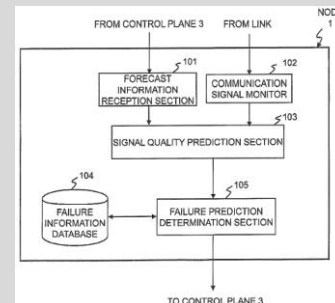 FROM CONTROL PLANE 3 FROM LINK
NODE
1
101
102
FORECAST
INFORMATION
RECEPTION SECTION
COMMUNICATION
SIGNAL MONITOR
103
SIGNAL QUALITY PREDICTION SECTION
104
105
FAILURE
INFORMATION
DATABASE
FAILURE PREDICTION
DETERMINATION SECTION
TO CONTROL PLANE 3